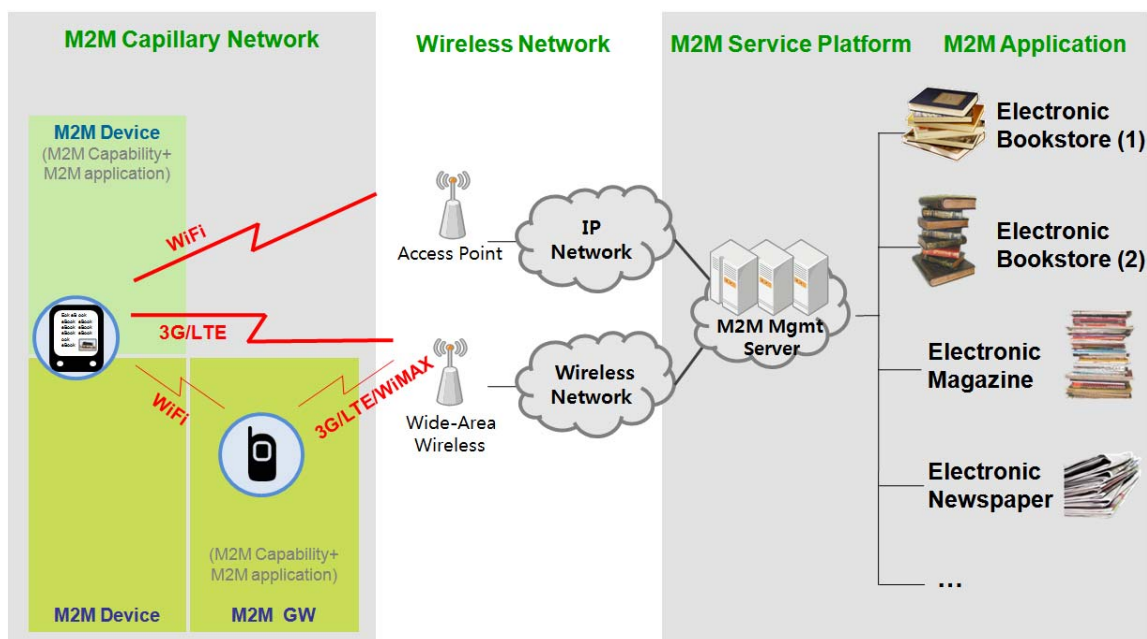 M2M Capillary Network
Wireless Network
M2M Service Platform
M2M Application
M2M Device
(M2M Capability+
M2M application)
WiFi
3G/LTE
WiFi
3G/LTE/WiMAX
(M2M Capability+
M2M application)
M2M Device
M2M GW
Access Point
Wide-Area
Wireless
IP
Network
Wireless
Network
M2M Mgmt
Server
Electronic
Bookstore (1)
Electronic
Bookstore (2)
Electronic
Magazine
Electronic
Newspaper
...